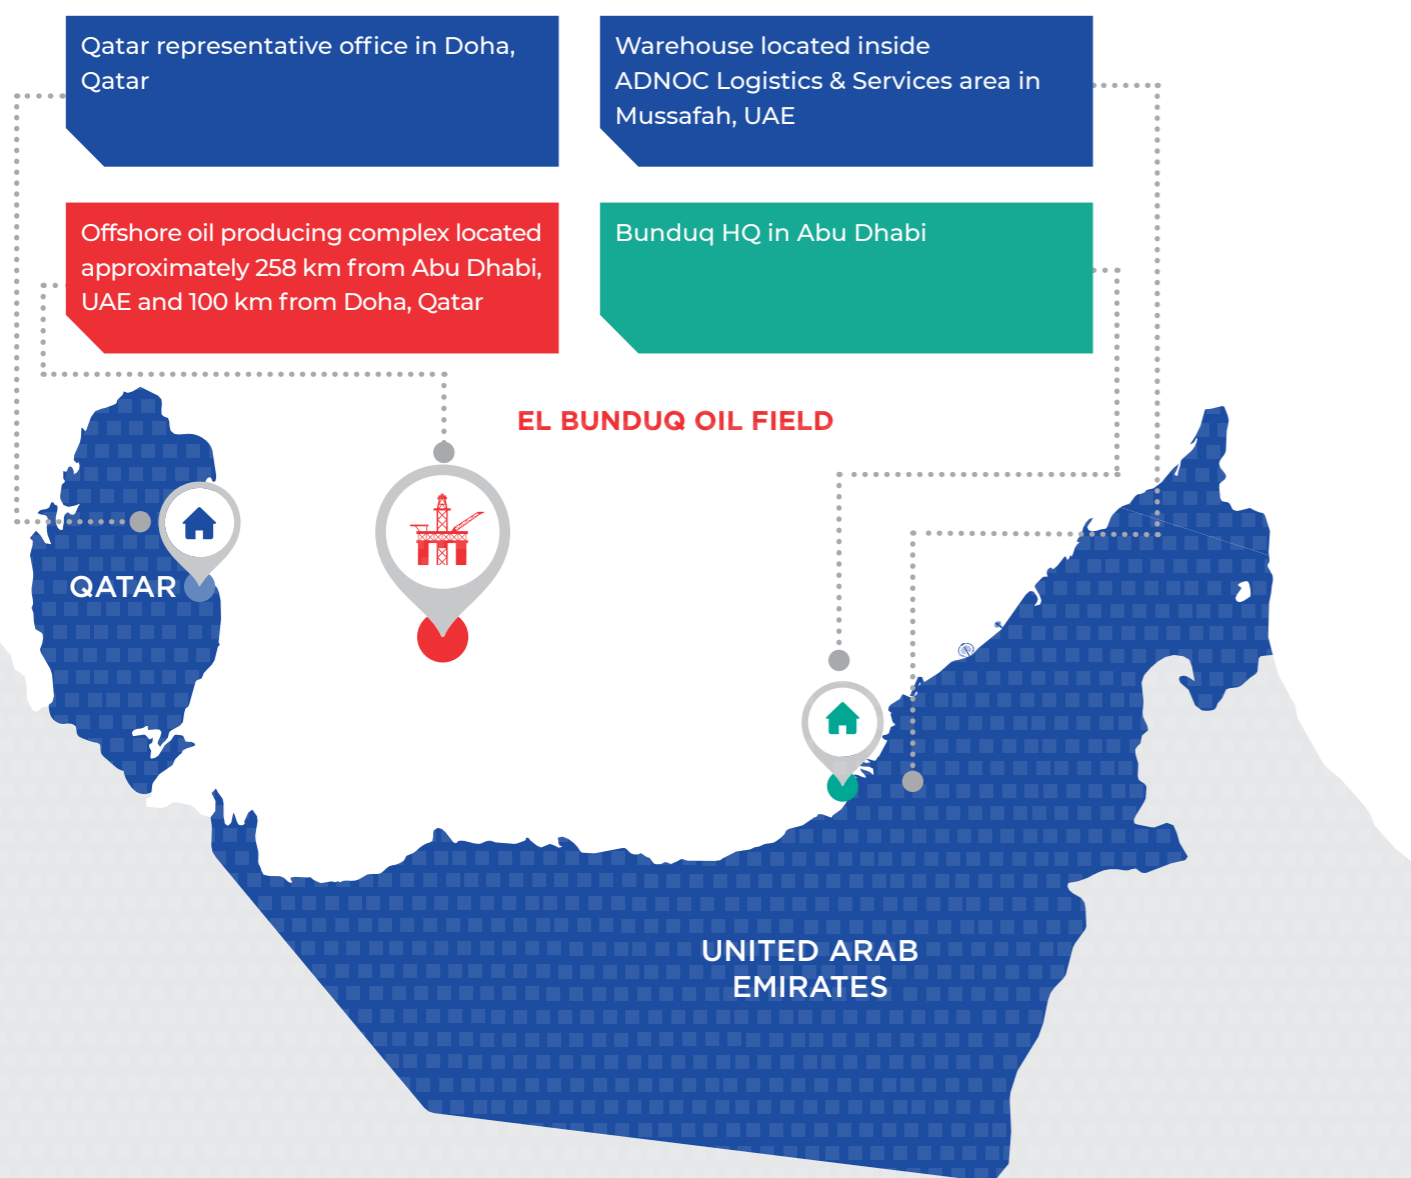 Qatar representative office in Doha,
Qatar
Warehouse located inside
ADNOC Logistics & Services area in
Mussafah, UAE
Offshore oil producing complex located
approximately 258 km from Abu Dhabi,
UAE and 100 km from Doha, Qatar
Bunduq HQ in Abu Dhabi
EL BUNDUQ OIL FIELD
QATAR
UNITED ARAB
EMIRATES